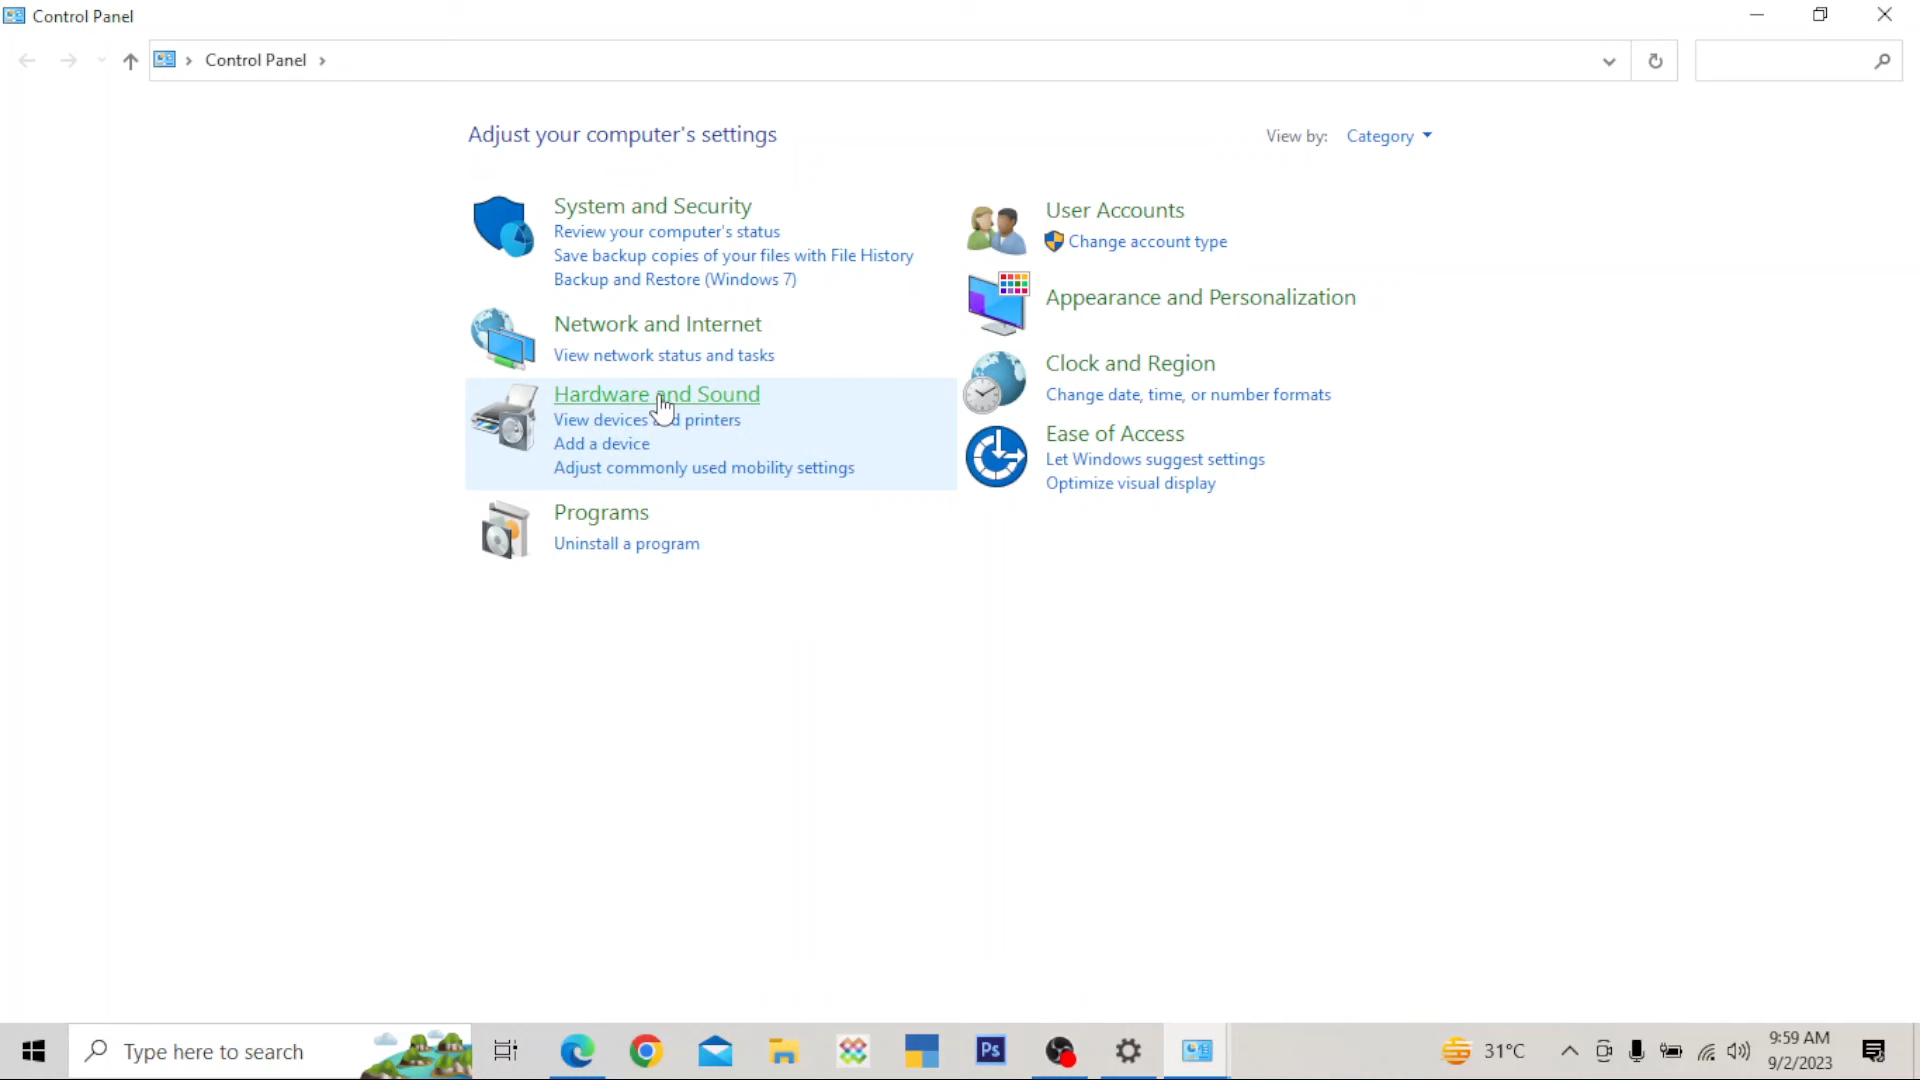 Control Panel
Control Panel
Adjust your computer's settings
View by: Category
System and Security
Review your computer's status
Save backup copies of your files with File History
Backup and Restore (Windows 7)
Network and Internet
View network status and tasks
Hardware and Sound
View devices and printers
Add a device
Adjust commonly used mobility settings
Programs
Uninstall a program
User Accounts
Change account type
Appearance and Personalization
Clock and Region
Change date, time, or number formats
Ease of Access
Let Windows suggest settings
Optimize visual display
Type here to search
Ps
31°C
9:59 AM
9/2/2023